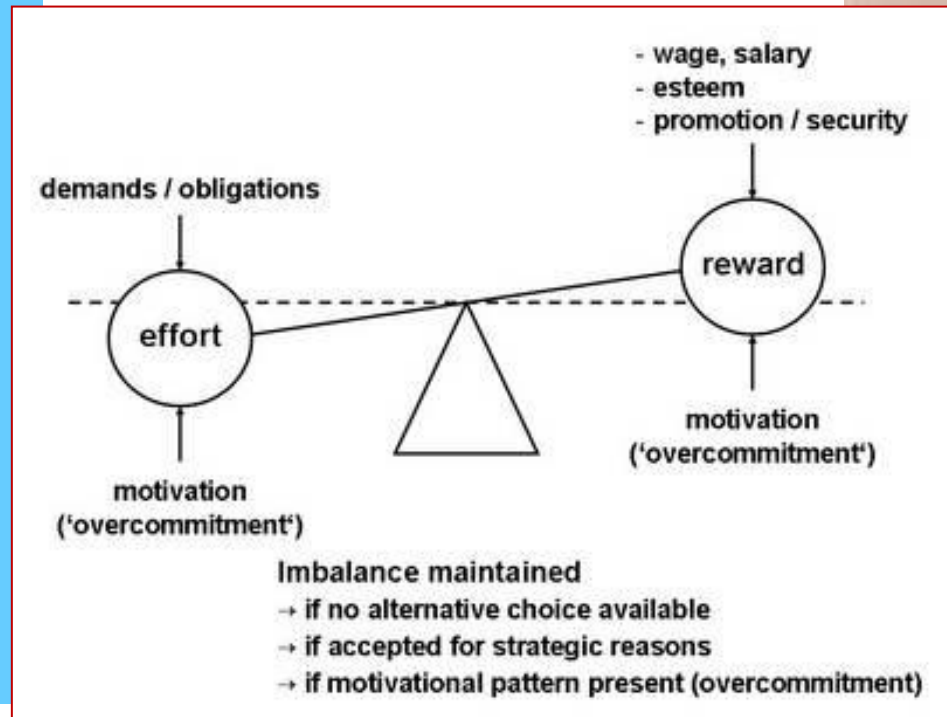 - wage, salary
- esteem
- promotion / security
demands / obligations
reward
effort
motivation
(‘overcommitment‘)
motivation
(‘overcommitment‘)
Imbalance maintained
→ if no alternative choice available
→ if accepted for strategic reasons
→ if motivational pattern present (overcommitment)